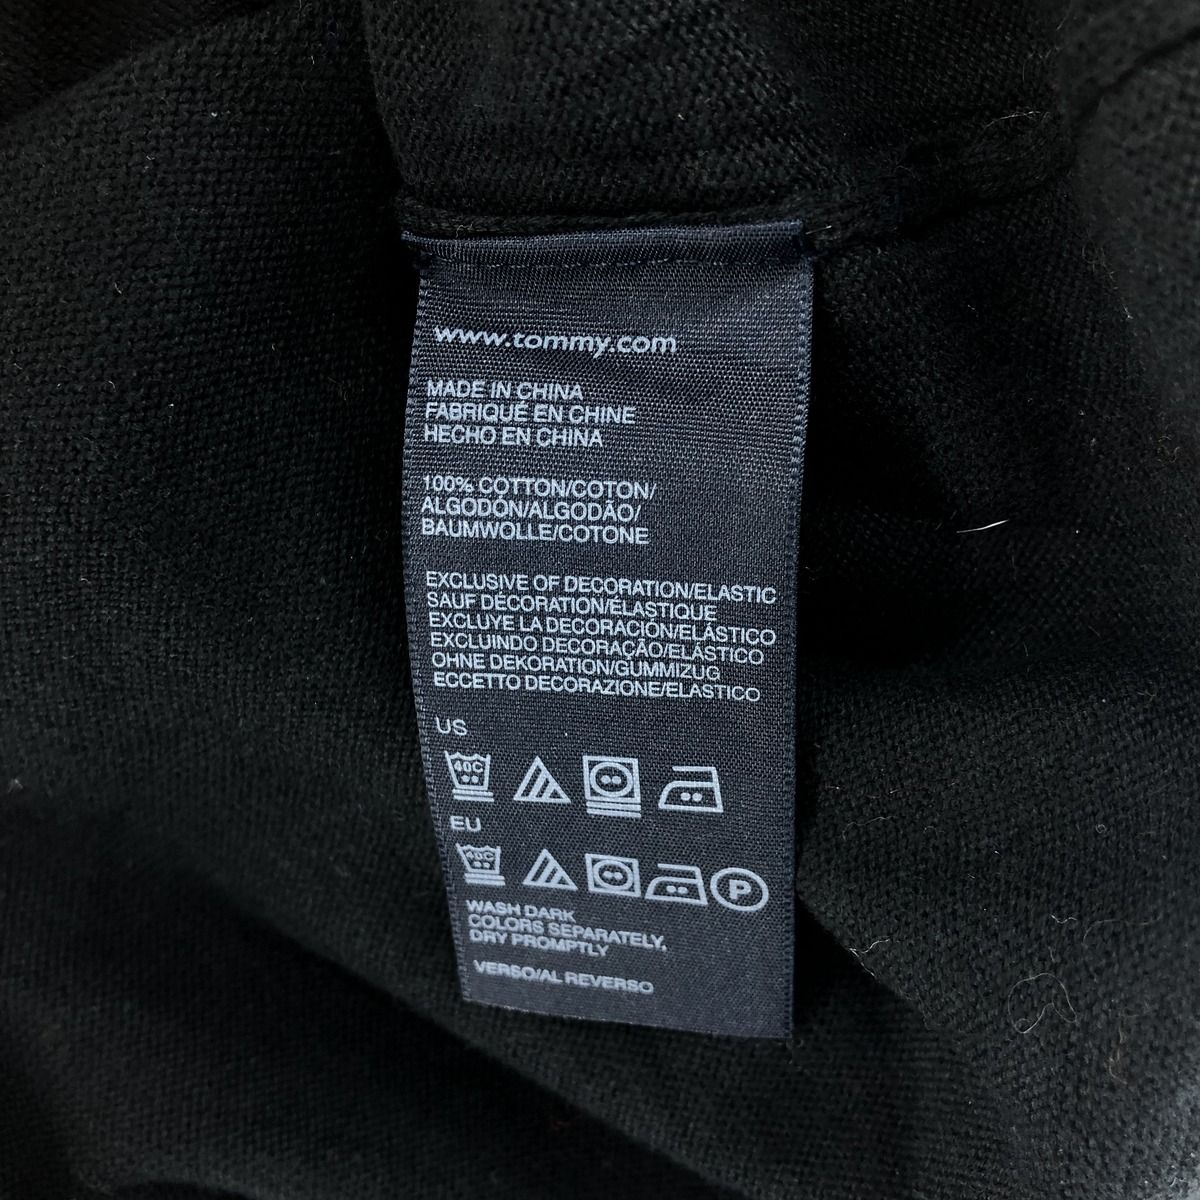 www.tommy.com
MADE IN CHINA
FABRIQUÉ EN CHINE
HECHO EN CHINA
100% COTTON/COTON/
ALGODON/ALGODÃO/
BAUMWOLLE/COTONE
EXCLUSIVE OF DECORATION/ELASTIC
SAUF DÉCORATION/ÉLASTIQUE
EXCLUYE LA DECORACIÓN/ELÁSTICO
EXCLUINDO DECORAÇÃO/ELÁSTICO
OHNE DEKORATION/GUMMIZUG
ECCETTO DECORAZIONE/ELASTICO
US
40C
EU
40C P
WASH DARK
COLORS SEPARATELY,
DRY PROMPTLY
VERSO/AL REVERSO